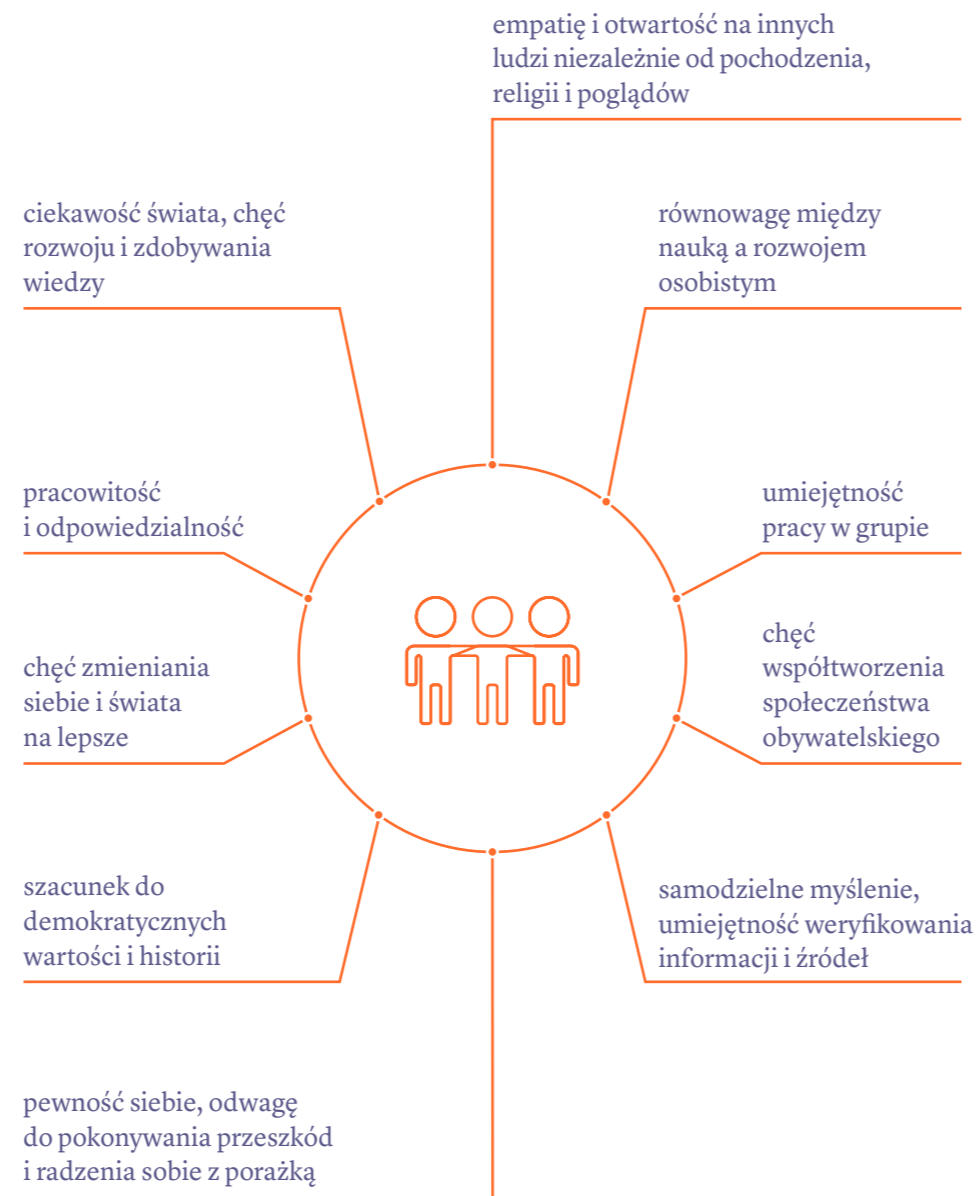 empatię i otwartość na innych
ludzi niezależnie od pochodzenia,
religii i poglądów
ciekawość świata, chęć
rozwoju i zdobywania
wiedzy
równowagę między
nauką a rozwojem
osobistym
pracowitość
i odpowiedzialność
umiejętność
pracy w grupie
chęć zmieniania
siebie i świata
na lepsze
chęć
współtworzenia
społeczeństwa
obywatelskiego
szacunek do
demokratycznych
wartości i historii
samodzielne myślenie,
umiejętność weryfikowania
informacji i źródeł
pewność siebie, odwagę
do pokonywania przeszkód
i radzenia sobie z porażką